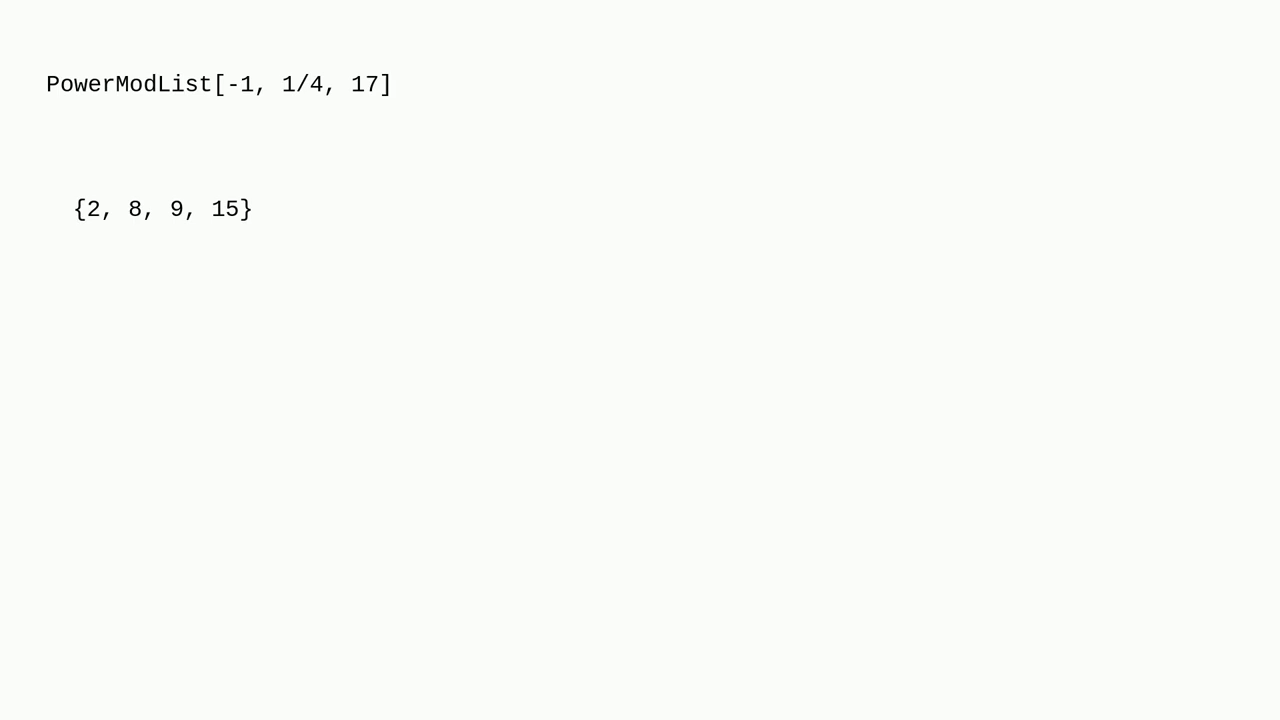 PowerModList[-1, 1/4, 17]
{2, 8, 9, 15}